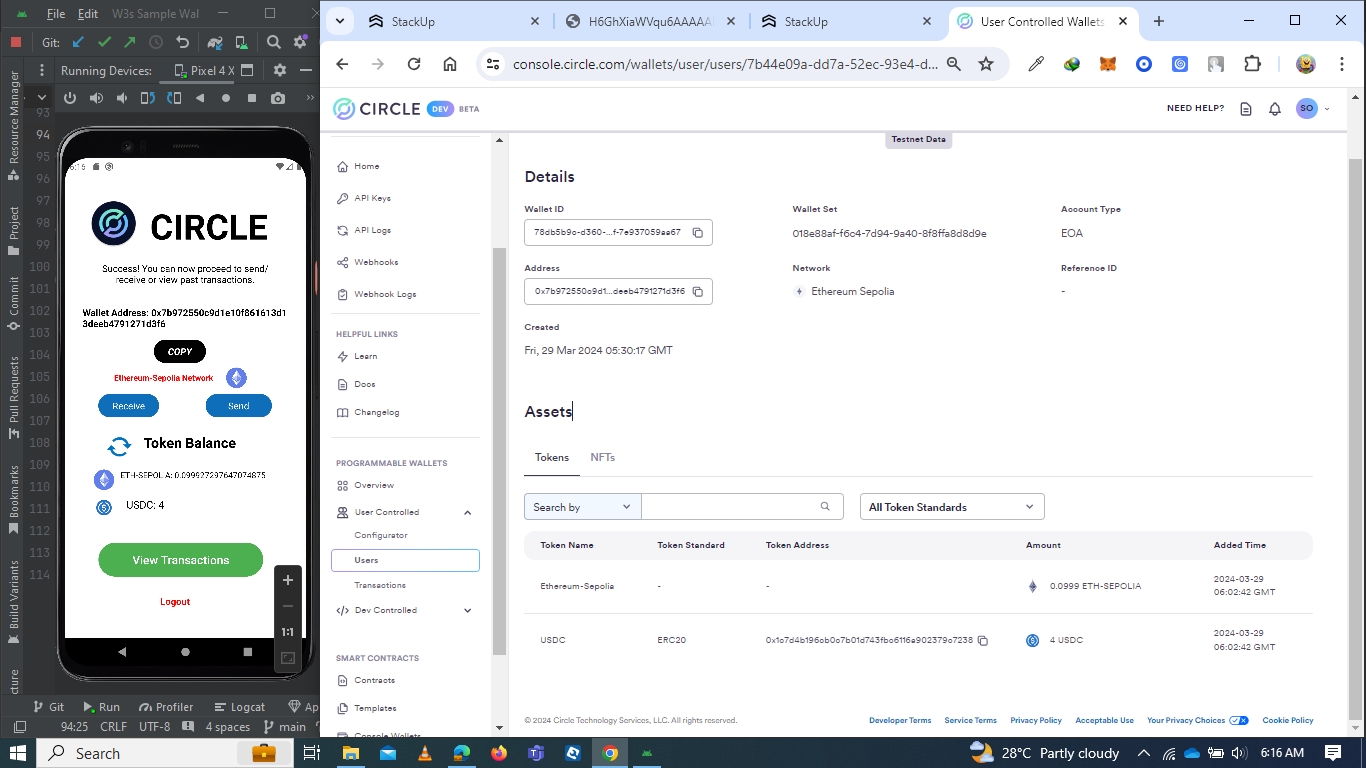 File Edit W3s Sample Wal
Git:
Running Devices: Pixel 4 X
Resource Manager
Project
Commit
Pull Requests
Bookmarks
Build Variants
cture
93
94
95
96
97
98
99
100
101
102
103
104
105
106
107
108
109
110
111
112
113
114
6:16
CIRCLE
Success! You can now proceed to send/
receive or view past transactions.
Wallet Address: 0x7b972550c9d1e10f861613d1
3deeb4791271d3f6
COPY
Ethereum-Sepolia Network
Receive Send
Token Balance
ETH-SEPOLIA: 0.099927297647074875
USDC: 4
View Transactions
Logout
1:1
Git Run Profiler Logcat Ap
94:25 CRLF UTF-8 4 spaces main
StackUp
H6GhXiaWVqu6AAAAA
StackUp
User Controlled Wallets
console.circle.com/wallets/user/users/7b44e09a-dd7a-52ec-93e4-d...
CIRCLE DEV BETA
NEED HELP?
SO
Home
API Keys
API Logs
Webhooks
Webhook Logs
HELPFUL LINKS
Learn
Docs
Changelog
PROGRAMMABLE WALLETS
Overview
User Controlled
Configurator
Users
Transactions
Dev Controlled
SMART CONTRACTS
Contracts
Templates
Console Wallets
Testnet Data
Details
Wallet ID Wallet Set Account Type
78db5b9c-d360-...f-7e937059aa67 018e88af-f6c4-7d94-9a40-8f8ffa8d8d9e EOA
Address Network Reference ID
0x7b972550c9d1...deeb4791271d3f6 Ethereum Sepolia -
Created
Fri, 29 Mar 2024 05:30:17 GMT
Assets
Tokens NFTs
Search by All Token Standards
Token Name Token Standard Token Address Amount Added Time
Ethereum-Sepolia - - 0.0999 ETH-SEPOLIA 2024-03-29
06:02:42 GMT
USDC ERC20 0x1c7d4b196cb0c7b01d743fbc6116a902379c7238 4 USDC 2024-03-29
06:02:42 GMT
© 2024 Circle Technology Services, LLC. All rights reserved. Developer Terms Service Terms Privacy Policy Acceptable Use Your Privacy Choices Cookie Policy
Search
28°C Partly cloudy 6:16 AM